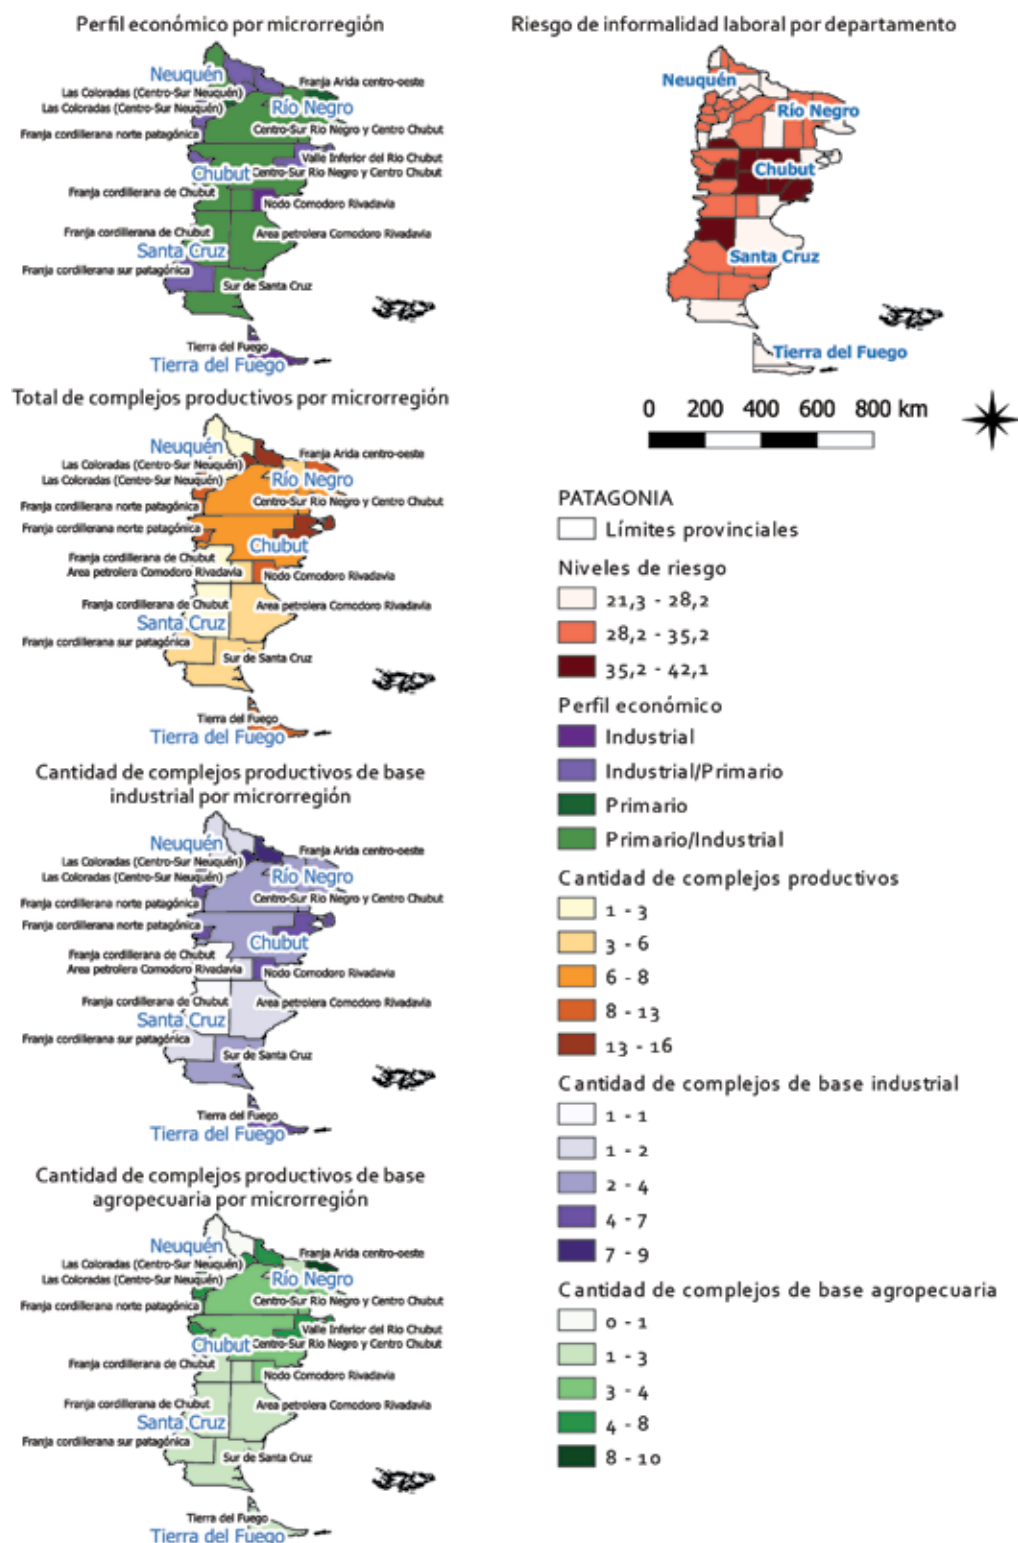 Perfil económico por microrregión
Neuquén
Franja Arida centro-oeste
Las Coloradas (Centro-Sur Neuquén)
Las Coloradas (Centro-Sur Neuquén)
Río Negro
Franja cordillerana norte patagónica
Centro-Sur Rio Negro y Centro Chubut
Valle Inferior del Rio Chubut
Chubut
Centro-Sur Rio Negro y Centro Chubut
Franja cordillerana de Chubut
Nodo Comodoro Rivadavia
Franja cordillerana de Chubut
Area petrolera Comodoro Rivadavia
Santa Cruz
Franja cordillerana sur patagónica
Sur de Santa Cruz
Tierra del Fuego
Tierra del Fuego
Riesgo de informalidad laboral por departamento
Neuquén
Río Negro
Chubut
Santa Cruz
Tierra del Fuego
0 200 400 600 800 km
Total de complejos productivos por microrregión
Neuquén
Franja Arida centro-oeste
Las Coloradas (Centro-Sur Neuquén)
Las Coloradas (Centro-Sur Neuquén)
Río Negro
Franja cordillerana norte patagónica
Centro-Sur Rio Negro y Centro Chubut
Franja cordillerana norte patagónica
Chubut
Franja cordillerana de Chubut
Area petrolera Comodoro Rivadavia
Nodo Comodoro Rivadavia
Franja cordillerana de Chubut
Area petrolera Comodoro Rivadavia
Santa Cruz
Franja cordillerana sur patagónica
Sur de Santa Cruz
Tierra del Fuego
Tierra del Fuego
Cantidad de complejos productivos de base
industrial por microrregión
Neuquén
Franja Arida centro-oeste
Las Coloradas (Centro-Sur Neuquén)
Las Coloradas (Centro-Sur Neuquén)
Río Negro
Franja cordillerana norte patagónica
Centro-Sur Rio Negro y Centro Chubut
Franja cordillerana norte patagónica
Chubut
Franja cordillerana de Chubut
Area petrolera Comodoro Rivadavia
Nodo Comodoro Rivadavia
Franja cordillerana de Chubut
Area petrolera Comodoro Rivadavia
Santa Cruz
Franja cordillerana sur patagónica
Sur de Santa Cruz
Tierra del Fuego
Tierra del Fuego
Cantidad de complejos productivos de base
agropecuaria por microrregión
Neuquén
Franja Arida centro-oeste
Las Coloradas (Centro-Sur Neuquén)
Las Coloradas (Centro-Sur Neuquén)
Río Negro
Franja cordillerana norte patagónica
Centro-Sur Rio Negro y Centro Chubut
Valle Inferior del Rio Chubut
Chubut
Centro-Sur Rio Negro y Centro Chubut
Franja cordillerana de Chubut
Nodo Comodoro Rivadavia
Franja cordillerana de Chubut
Area petrolera Comodoro Rivadavia
Santa Cruz
Franja cordillerana sur patagónica
Sur de Santa Cruz
Tierra del Fuego
Tierra del Fuego
PATAGONIA
Límites provinciales
Niveles de riesgo
21,3 - 28,2
28,2 - 35,2
35,2 - 42,1
Perfil económico
Industrial
Industrial/Primario
Primario
Primario/Industrial
Cantidad de complejos productivos
1 - 3
3 - 6
6 - 8
8 - 13
13 - 16
Cantidad de complejos de base industrial
1 - 1
1 - 2
2 - 4
4 - 7
7 - 9
Cantidad de complejos de base agropecuaria
0 - 1
1 - 3
3 - 4
4 - 8
8 - 10